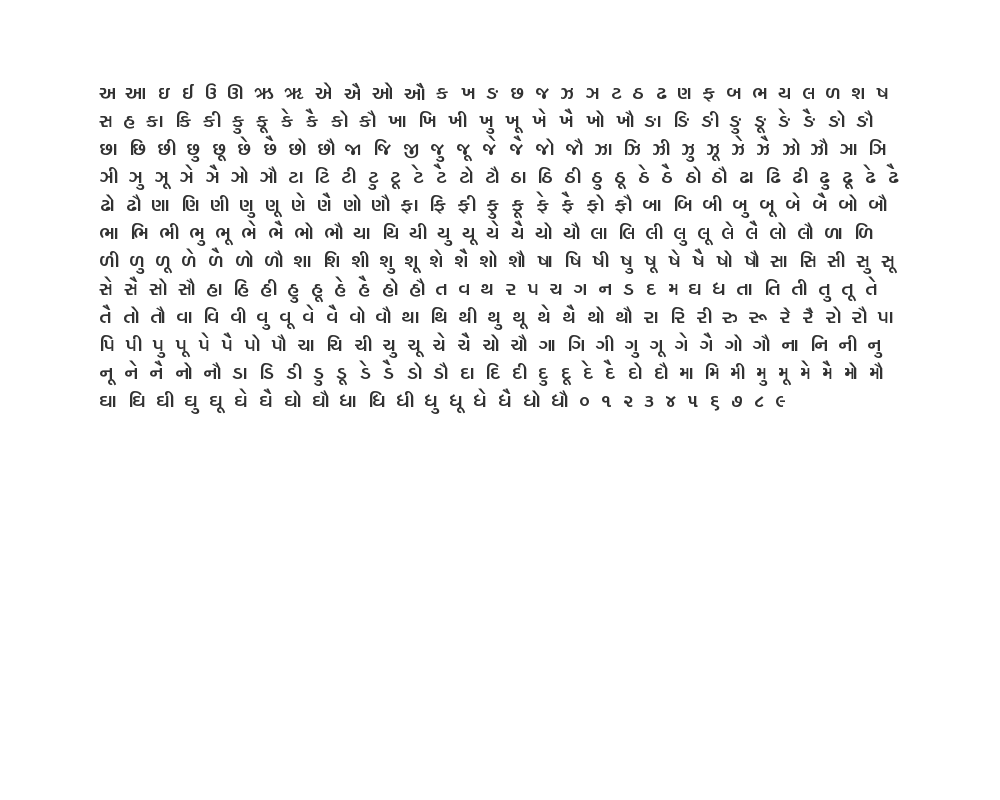 અ આ ઇ ઈ ઉ ઊ ઋ ૠ એ ઐ ઓ ઔ ક ખ ઙ છ જ ઝ ઞ ટ ઠ ઢ ણ ફ બ ભ ય લ ળ શ ષ
સ હ કા કિ કી કુ કૂ કે કૈ કો કૌ ખા ખિ ખી ખુ ખૂ ખે ખૈ ખો ખૌ ઙા ઙિ ઙી ઙુ ઙૂ ઙે ઙૈ ઙો ઙૌ
છા છિ છી છુ છૂ છે છૈ છો છૌ જા જિ જી જુ જૂ જે જૈ જો જૌ ઝા ઝિ ઝી ઝુ ઝૂ ઝે ઝૈ ઝો ઝૌ ઞા ઞિ
ઞી ઞુ ઞૂ ઞે ઞૈ ઞો ઞૌ ટા ટિ ટી ટુ ટૂ ટે ટૈ ટો ટૌ ઠા ઠિ ઠી ઠુ ઠૂ ઠે ઠૈ ઠો ઠૌ ઢા ઢિ ઢી ઢુ ઢૂ ઢે ઢૈ
ઢો ઢૌ ણા ણિ ણી ણુ ણૂ ણે ણૈ ણો ણૌ ફા ફિ ફી ફુ ફૂ ફે ફૈ ફો ફૌ બા બિ બી બુ બૂ બે બૈ બો બૌ
ભા ભિ ભી ભુ ભૂ ભે ભૈ ભો ભૌ યા યિ યી યુ યૂ યે યૈ યો યૌ લા લિ લી લુ લૂ લે લૈ લો લૌ ળા ળિ
ળી ળુ ળૂ ળે ળૈ ળો ળૌ શા શિ શી શુ શૂ શે શૈ શો શૌ ષા ષિ ષી ષુ ષૂ ષે ષૈ ષો ષૌ સા સિ સી સુ સૂ
સે સૈ સો સૌ હા હિ હી હુ હૂ હે હૈ હો હૌ ત વ થ ર પ ચ ગ ન ડ દ મ ઘ ધ તા તિ તી તુ તૂ તે
તૈ તો તૌ વા વિ વી વુ વૂ વે વૈ વો વૌ થા થિ થી થુ થૂ થે થૈ થો થૌ રા રિ રી રુ રૂ રે રૈ રો રૌ પા
પિ પી પુ પૂ પે પૈ પો પૌ ચા ચિ ચી ચુ ચૂ ચે ચૈ ચો ચૌ ગા ગિ ગી ગુ ગૂ ગે ગૈ ગો ગૌ ના નિ ની નુ
નૂ ને નૈ નો નૌ ડા ડિ ડી ડુ ડૂ ડે ડૈ ડો ડૌ દા દિ દી દુ દૂ દે દૈ દો દૌ મા મિ મી મુ મૂ મે મૈ મો મૌ
ઘા ઘિ ઘી ઘુ ઘૂ ઘે ઘૈ ઘો ઘૌ ધા ધિ ધી ધુ ધૂ ધે ધૈ ધો ધૌ ૦ ૧ ૨ ૩ ૪ ૫ ૬ ૭ ૮ ૯